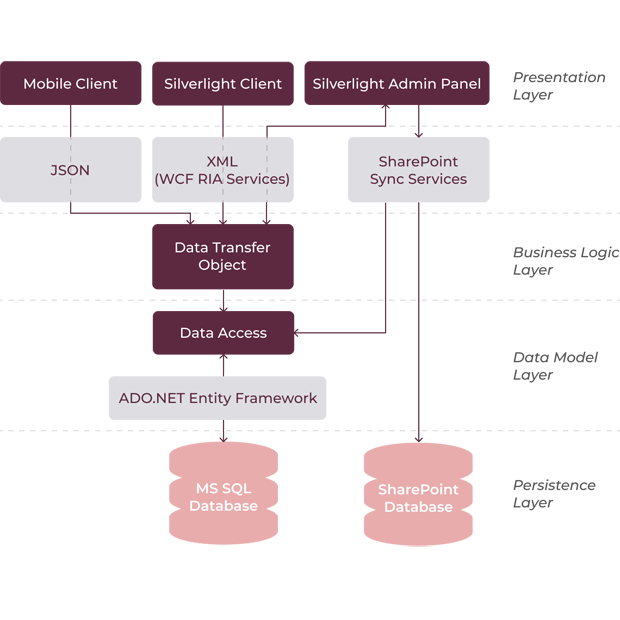 Mobile Client
Silverlight Client
Silverlight Admin Panel
Presentation
Layer
JSON
XML
(WCF RIA Services)
SharePoint
Sync Services
Data Transfer
Object
Business Logic
Layer
Data Access
Data Model
Layer
ADO.NET Entity Framework
MS SQL
Database
SharePoint
Database
Persistence
Layer